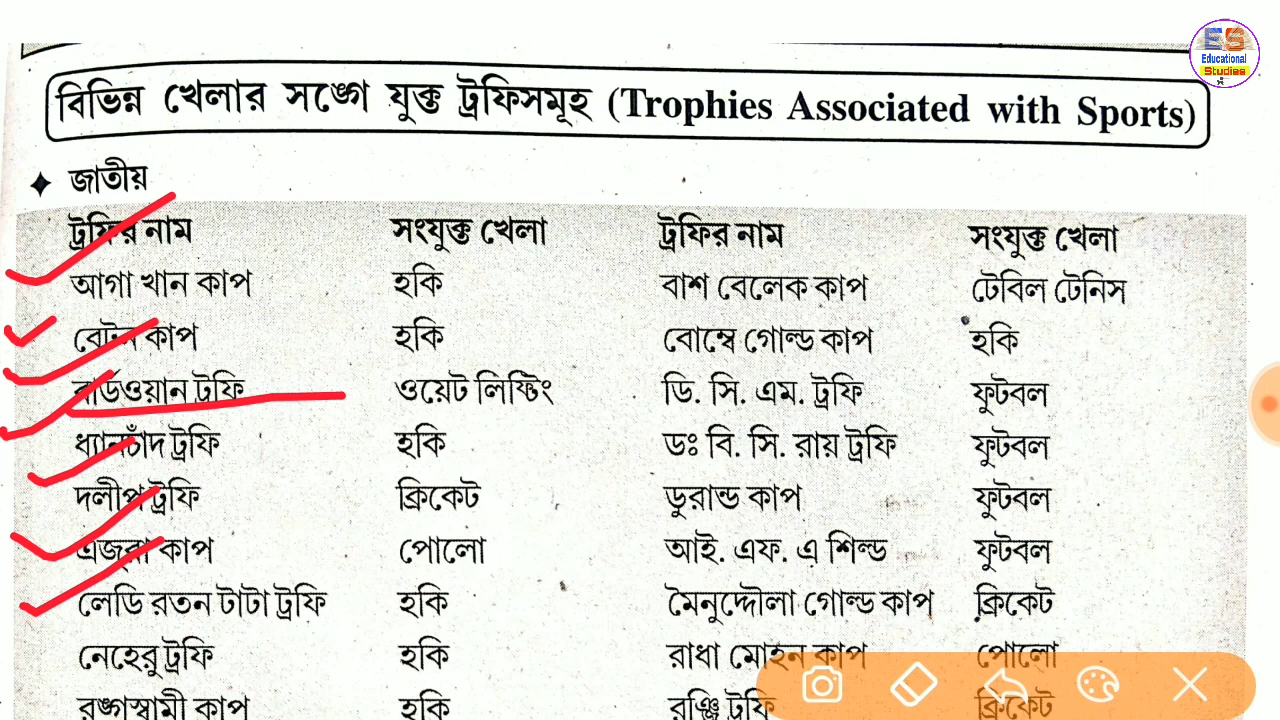 ES
Educational
Studies
বিভিন্ন খেলার সঙ্গে যুক্ত ট্রফিসমূহ (Trophies Associated with Sports)
জাতীয়
ট্রফির নাম সংযুক্ত খেলা ট্রফির নাম সংযুক্ত খেলা
আগা খান কাপ হকি বাশ বেলেক কাপ টেবিল টেনিস
বেটন কাপ হকি বোম্বে গোল্ড কাপ হকি
বার্ডওয়ান ট্রফি ওয়েট লিফ্টিং ডি. সি. এম. ট্রফি ফুটবল
ধ্যানচাঁদ ট্রফি হকি ডঃ বি. সি. রায় ট্রফি ফুটবল
দলীপ ট্রফি ক্রিকেট ডুরান্ড কাপ ফুটবল
এজরা কাপ পোলো আই. এফ. এ শিল্ড ফুটবল
লেডি রতন টাটা ট্রফি হকি মৈনুদ্দৌলা গোল্ড কাপ ক্রিকেট
নেহেরু ট্রফি হকি রাধা মোহন কাপ পোলো
রঙ্গস্বামী কাপ হকি রঞ্জি ট্রফি ক্রিকেট